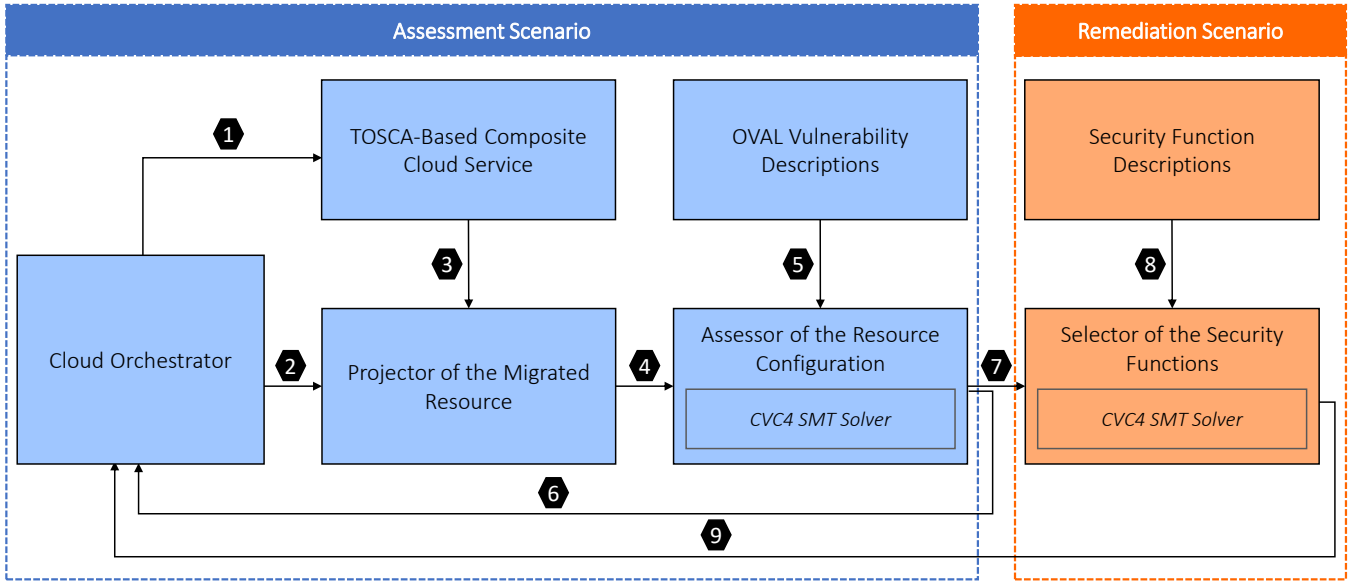 Assessment Scenario
Remediation Scenario
1
TOSCA-Based Composite
Cloud Service
OVAL Vulnerability
Descriptions
Security Function
Descriptions
3
5
8
Cloud Orchestrator
2
Projector of the Migrated
Resource
4
Assessor of the Resource
Configuration
CVC4 SMT Solver
7
Selector of the Security
Functions
CVC4 SMT Solver
6
9